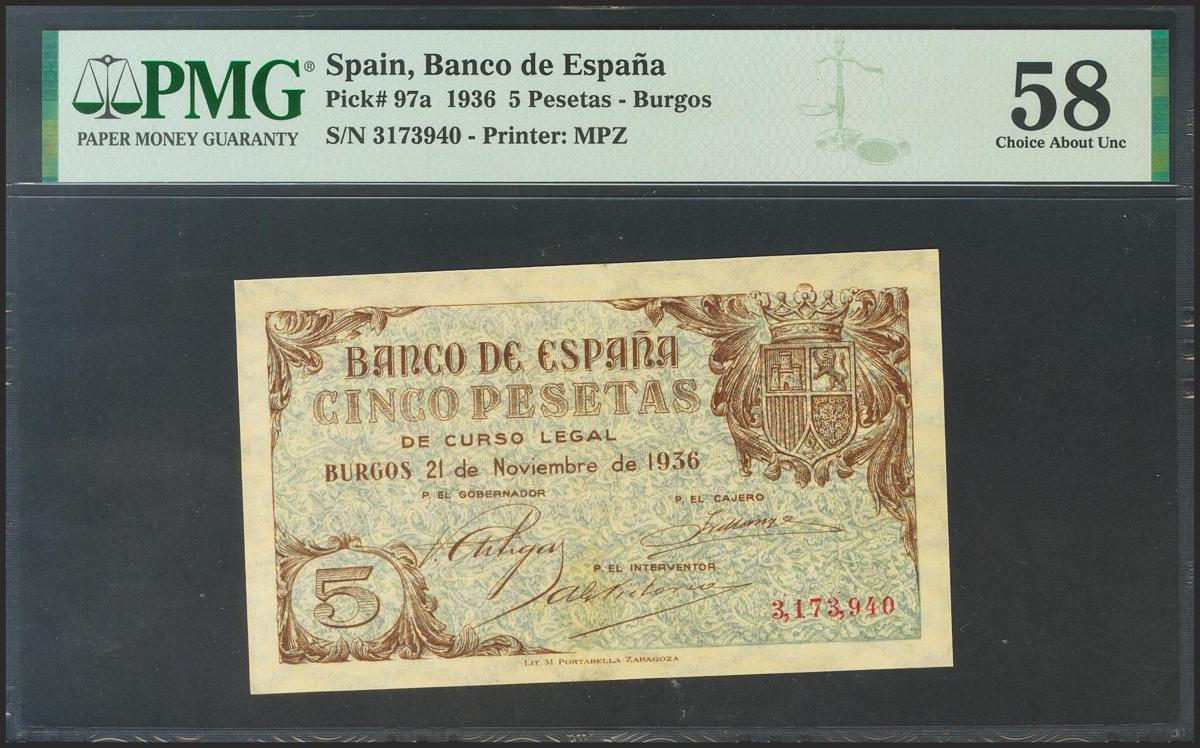 PMG®
PAPER MONEY GUARANTY
Spain, Banco de España
Pick# 97a 1936 5 Pesetas - Burgos
S/N 3173940 - Printer: MPZ
58
Choice About Unc
BANCO DE ESPAÑA
CINCO PESETAS
DE CURSO LEGAL
BURGOS 21 de Noviembre de 1936
P. EL GOBERNADOR
P. EL CAJERO
P. EL INTERVENTOR
5
3,173,940
LIT. M PORTABELLA ZARAGOZA